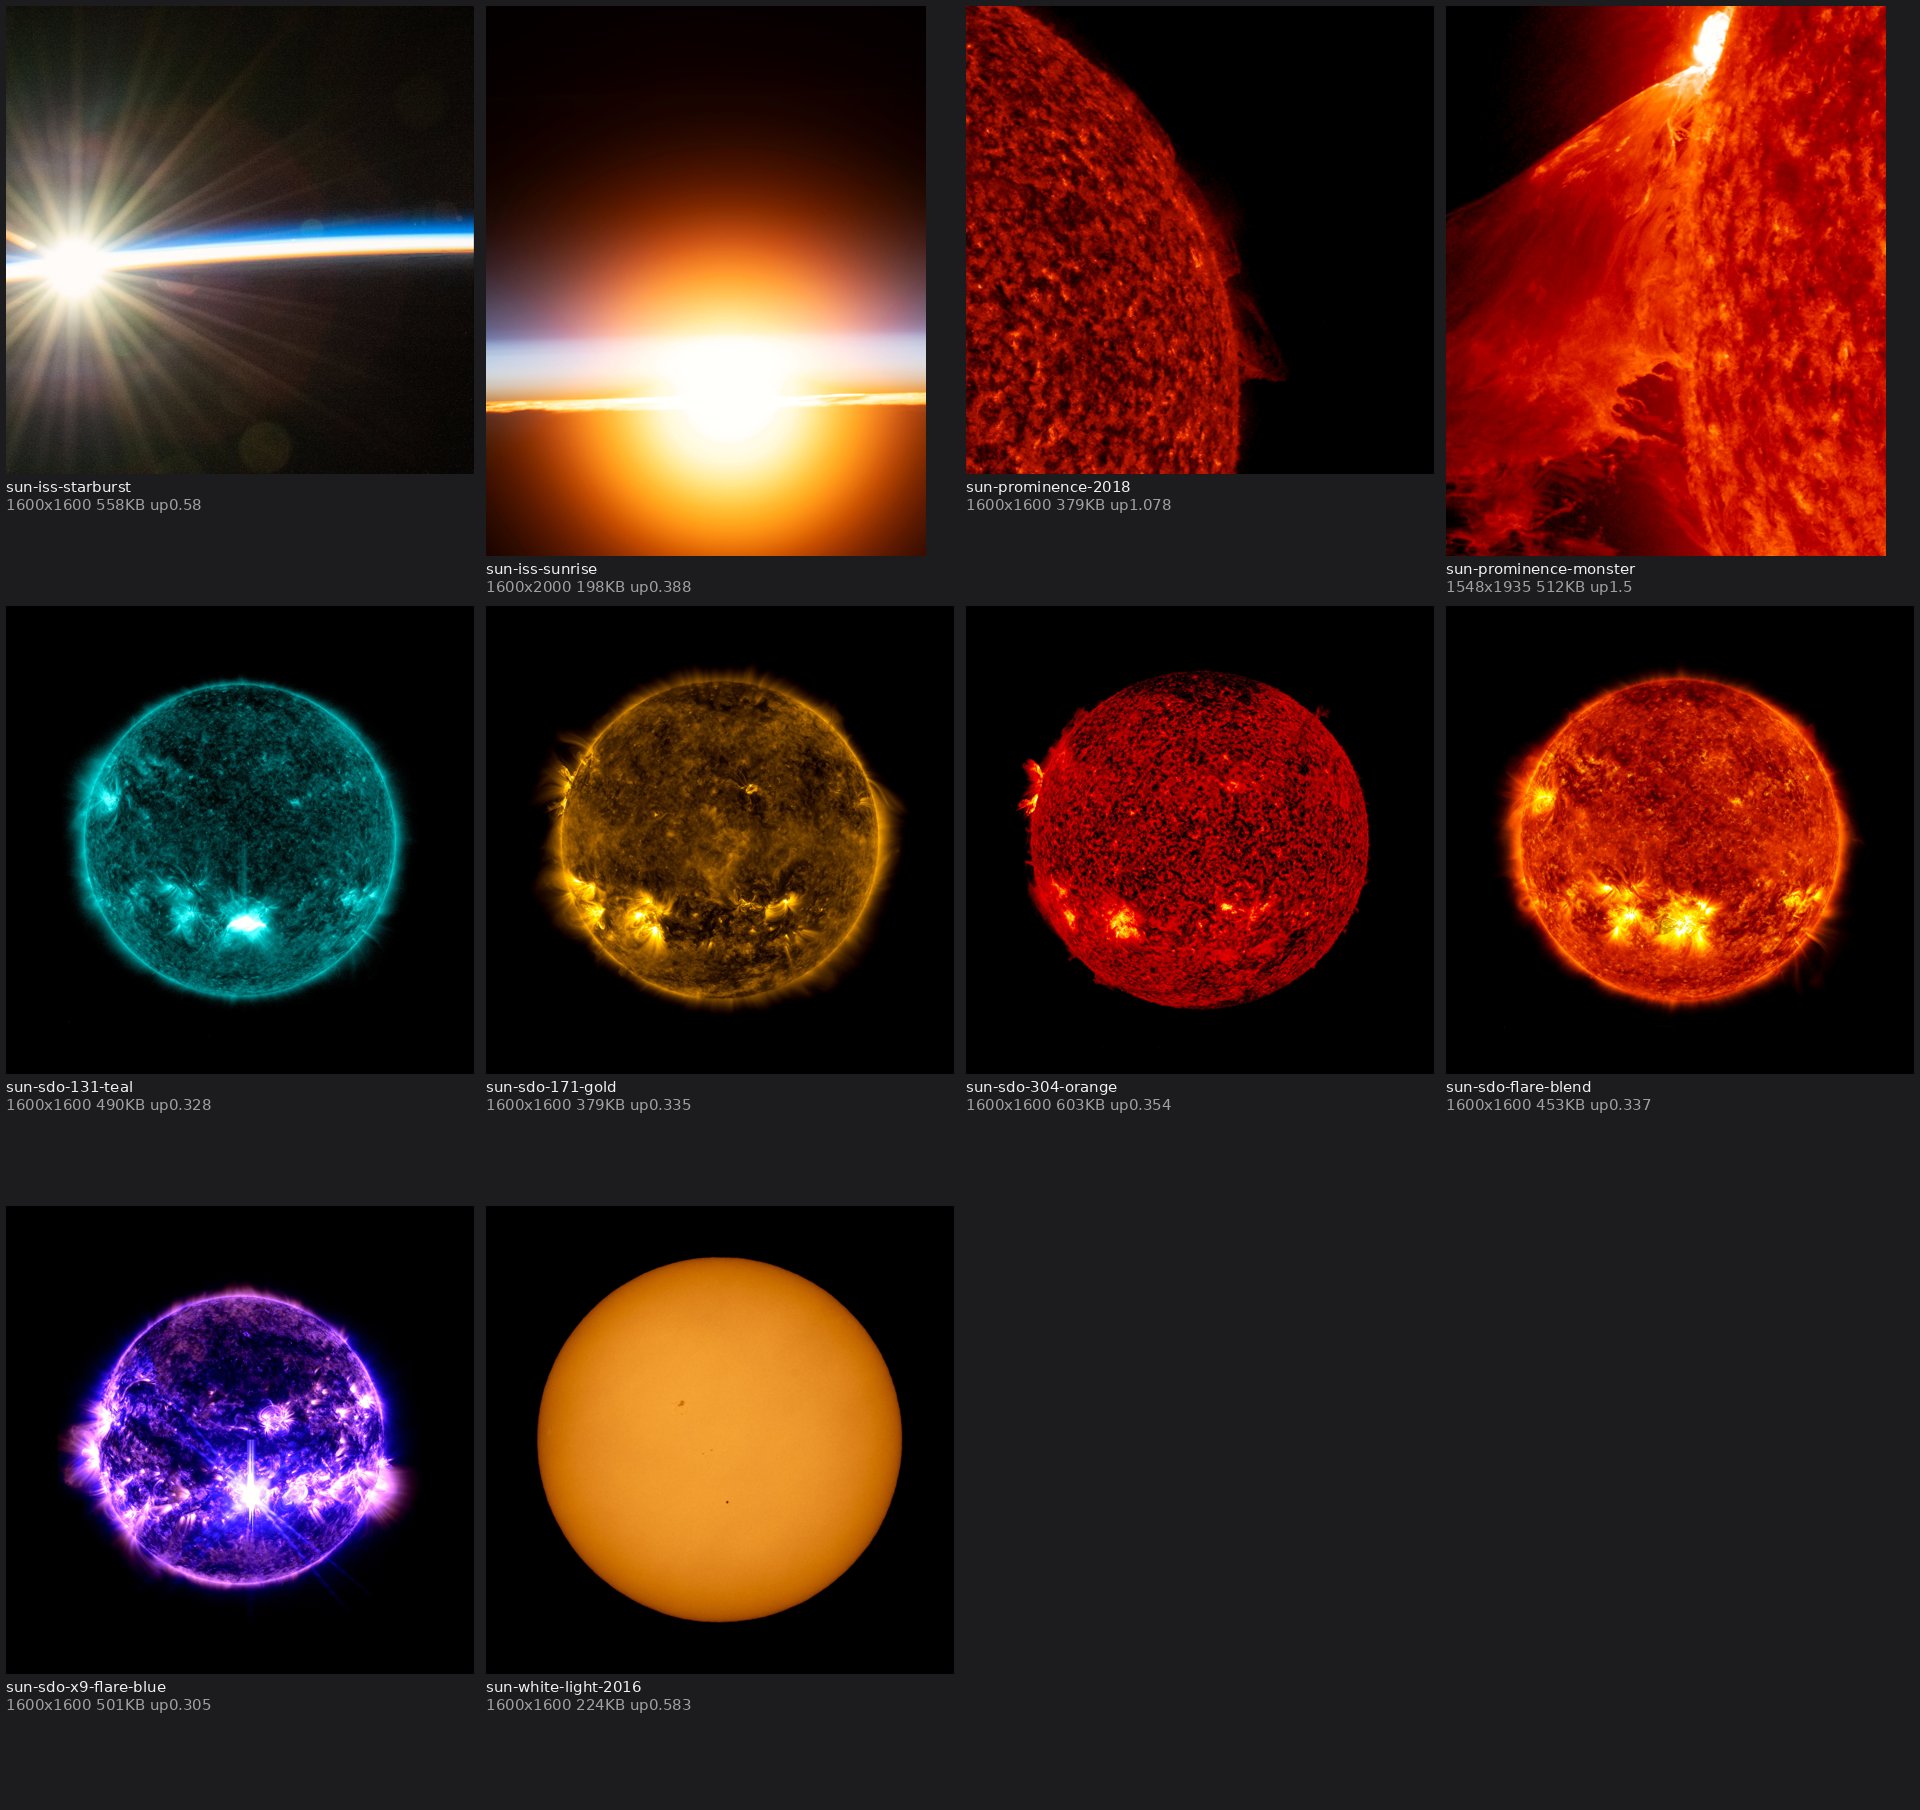 sun-iss-starburst
1600x1600 558KB up0.58
sun-iss-sunrise
1600x2000 198KB up0.388
sun-prominence-2018
1600x1600 379KB up1.078
sun-prominence-monster
1548x1935 512KB up1.5
sun-sdo-131-teal
1600x1600 490KB up0.328
sun-sdo-171-gold
1600x1600 379KB up0.335
sun-sdo-304-orange
1600x1600 603KB up0.354
sun-sdo-flare-blend
1600x1600 453KB up0.337
sun-sdo-x9-flare-blue
1600x1600 501KB up0.305
sun-white-light-2016
1600x1600 224KB up0.583